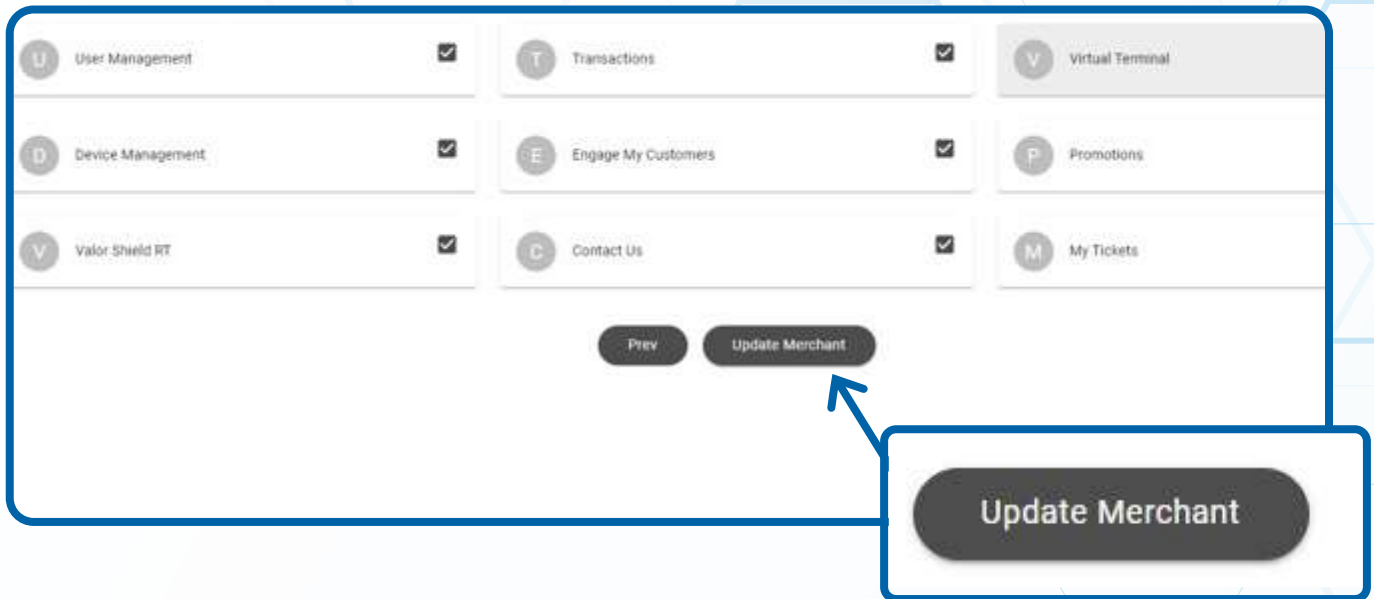 U User Management
T Transactions
V Virtual Terminal
D Device Management
E Engage My Customers
P Promotions
V Valor Shield RT
C Contact Us
M My Tickets
Prev
Update Merchant
Update Merchant